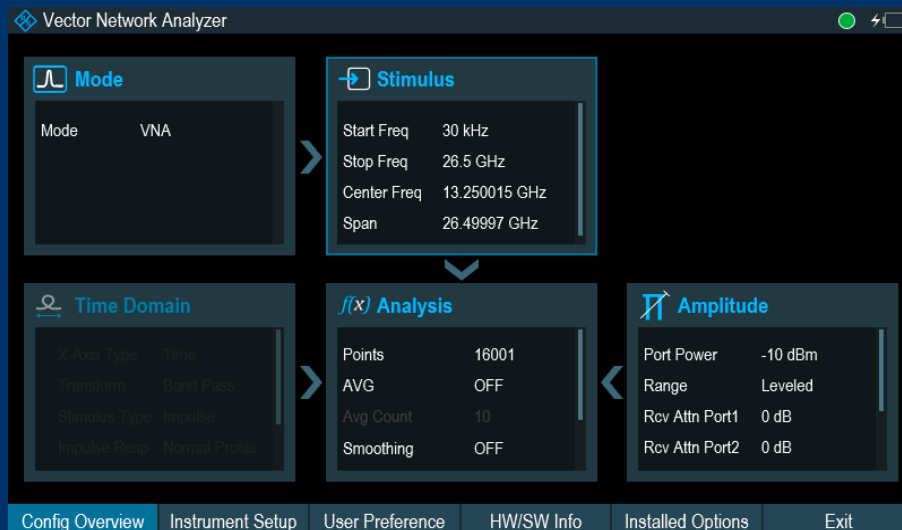 Vector Network Analyzer
Mode
Mode VNA
Stimulus
Start Freq 30 kHz
Stop Freq 26.5 GHz
Center Freq 13.250015 GHz
Span 26.49997 GHz
Time Domain
X-Axis Type Time
Transform Band Pass
Stimulus Type Impulse
Impulse Resp Normal Profile
f(x) Analysis
Points 16001
AVG OFF
Avg Count 10
Smoothing OFF
Amplitude
Port Power -10 dBm
Range Leveled
Rcv Attn Port1 0 dB
Rcv Attn Port2 0 dB
Config Overview Instrument Setup User Preference HW/SW Info Installed Options Exit